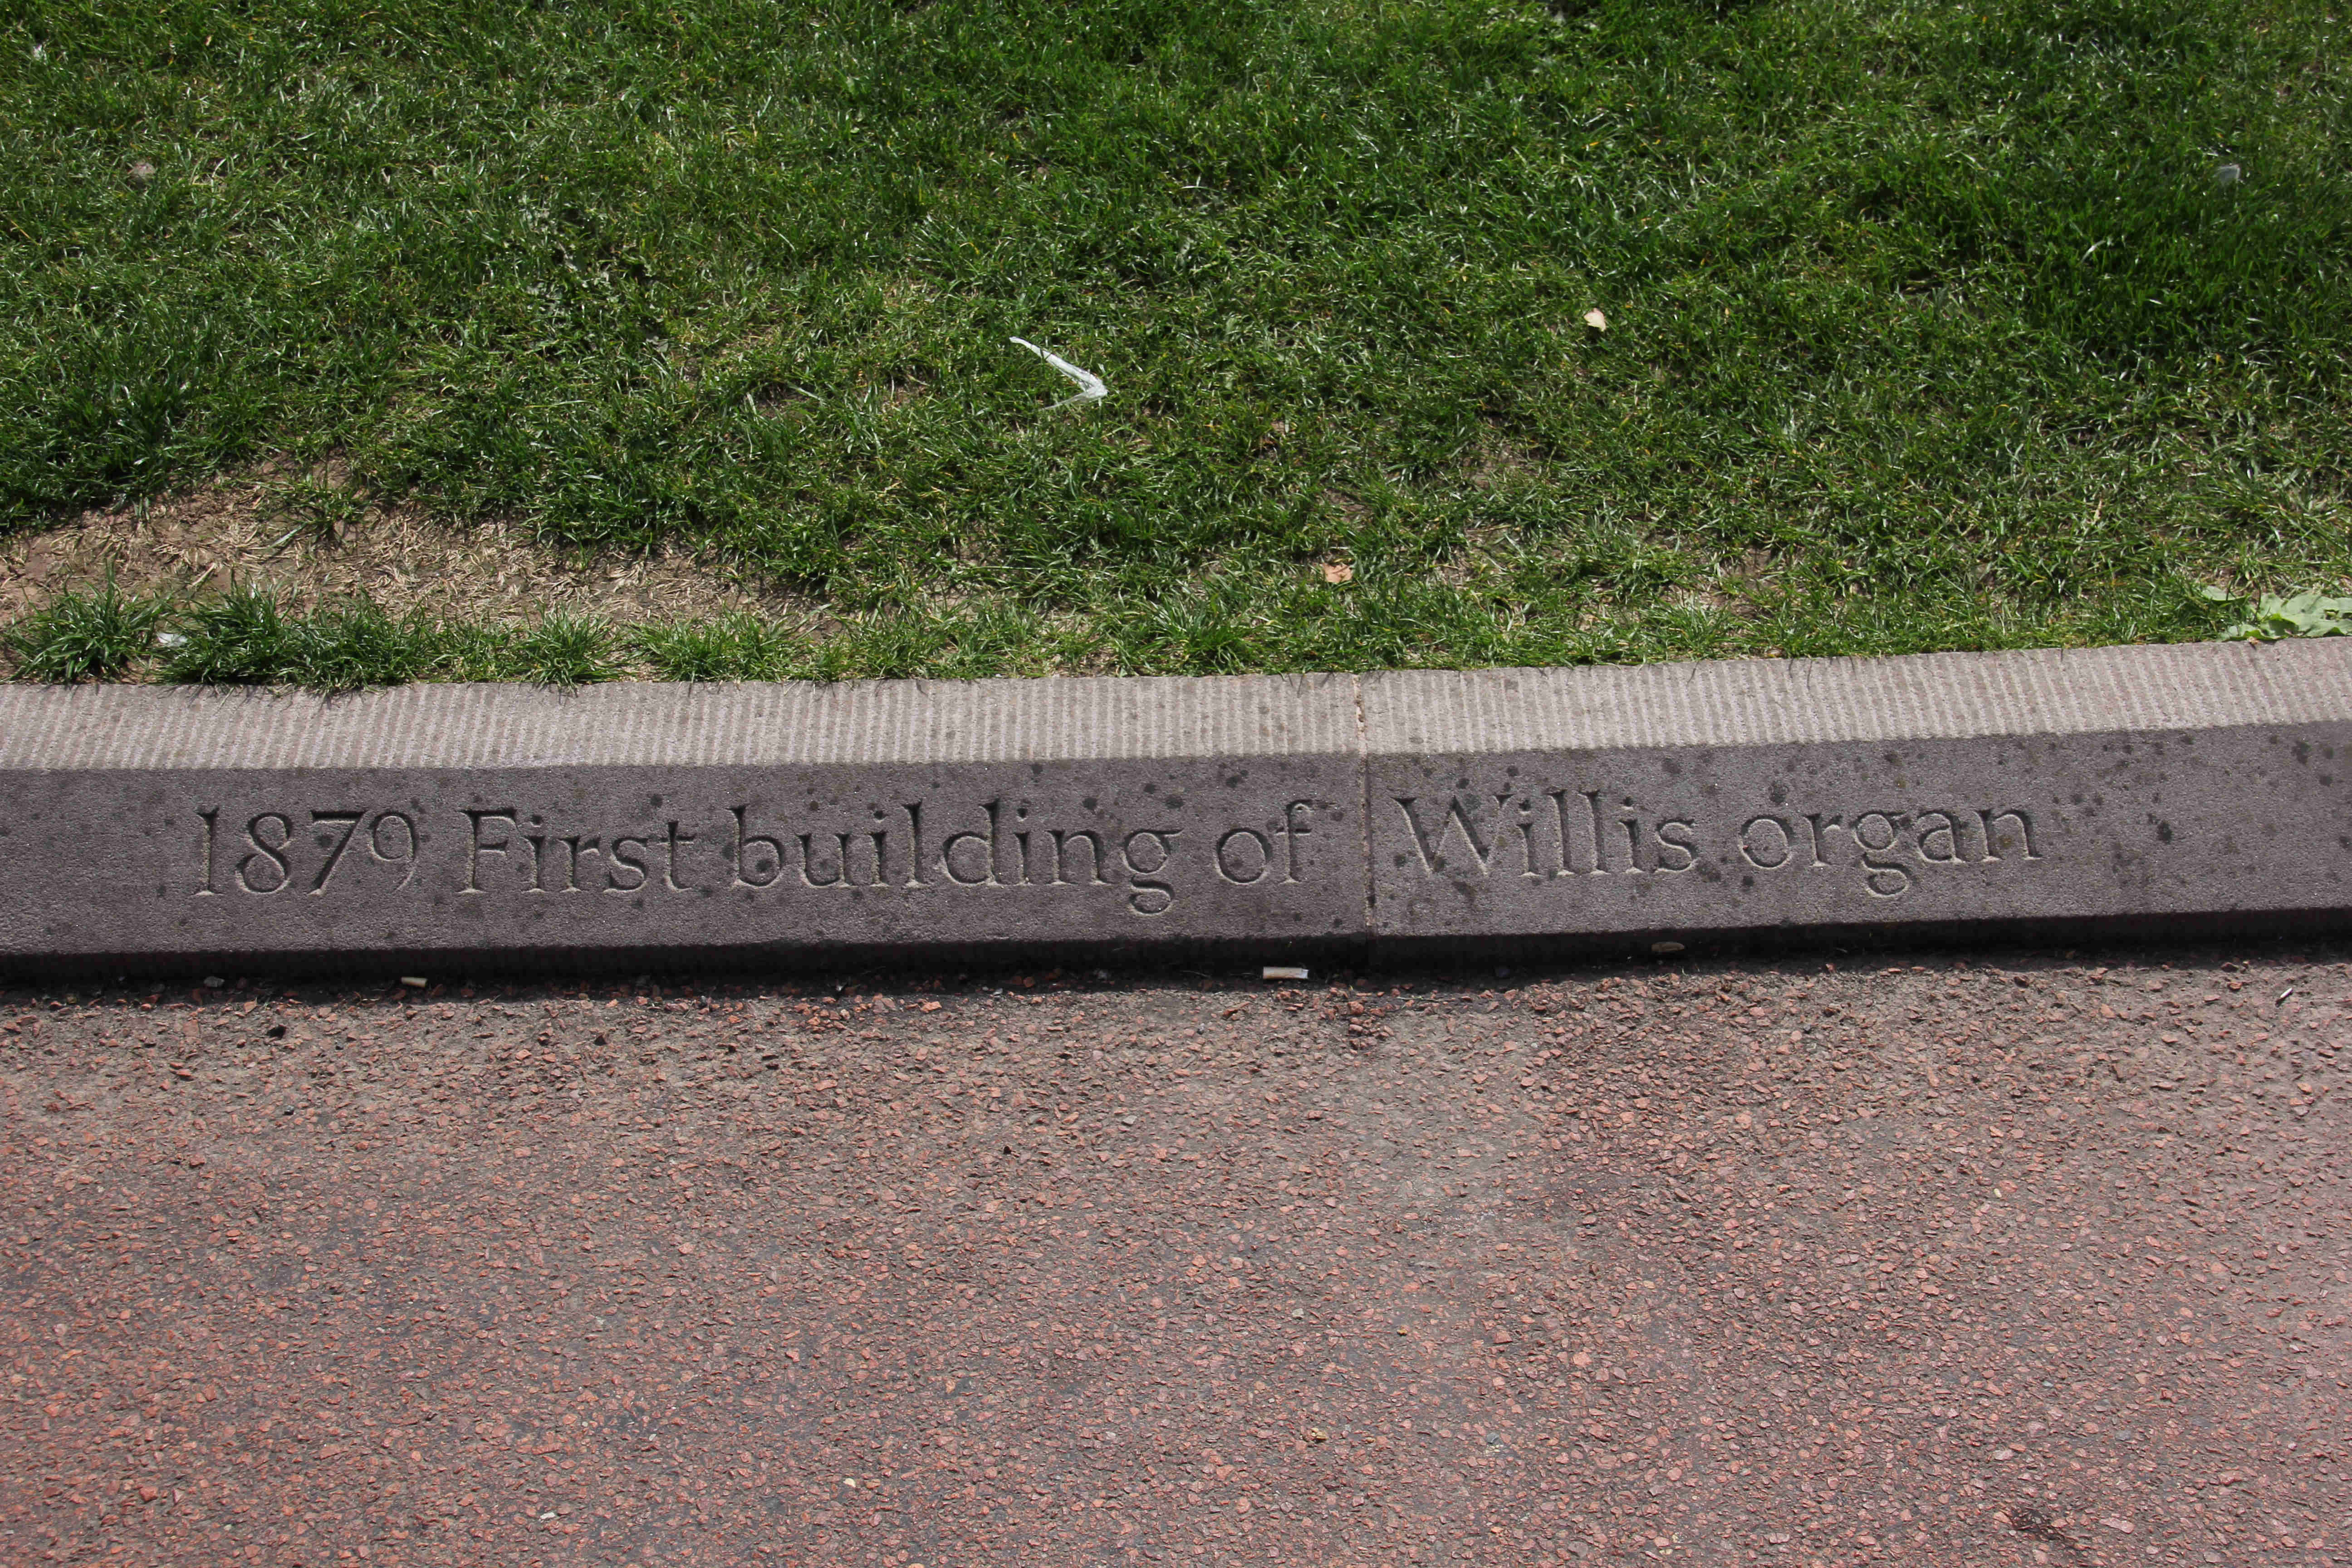 1879 First building of Willis organ